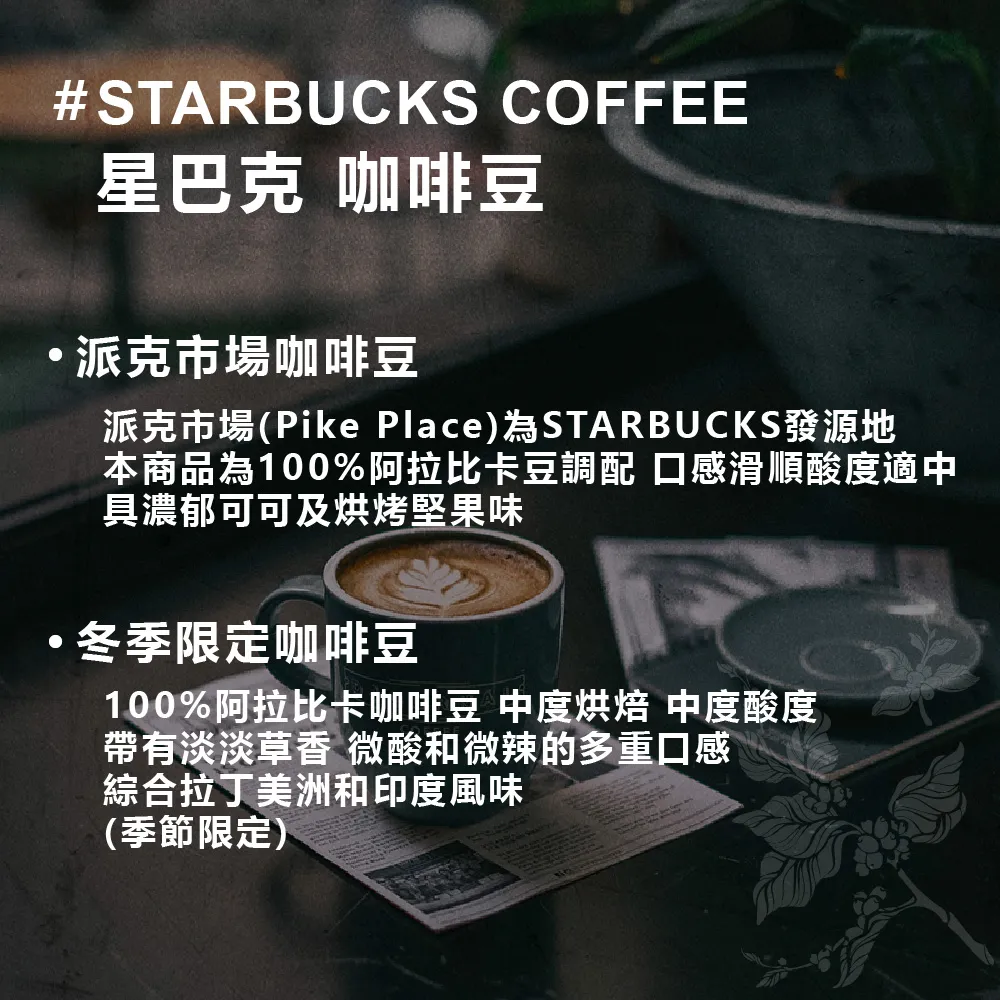 #STARBUCKS COFFEE
星巴克 咖啡豆
•派克市場咖啡豆
派克市場(Pike Place)為STARBUCKS發源地
本商品為100%阿拉比卡豆調配 口感滑順酸度適中
具濃郁可可及烘烤堅果味
•冬季限定咖啡豆
100%阿拉比卡咖啡豆 中度烘焙 中度酸度
帶有淡淡草香 微酸和微辣的多重口感
綜合拉丁美洲和印度風味
(季節限定)